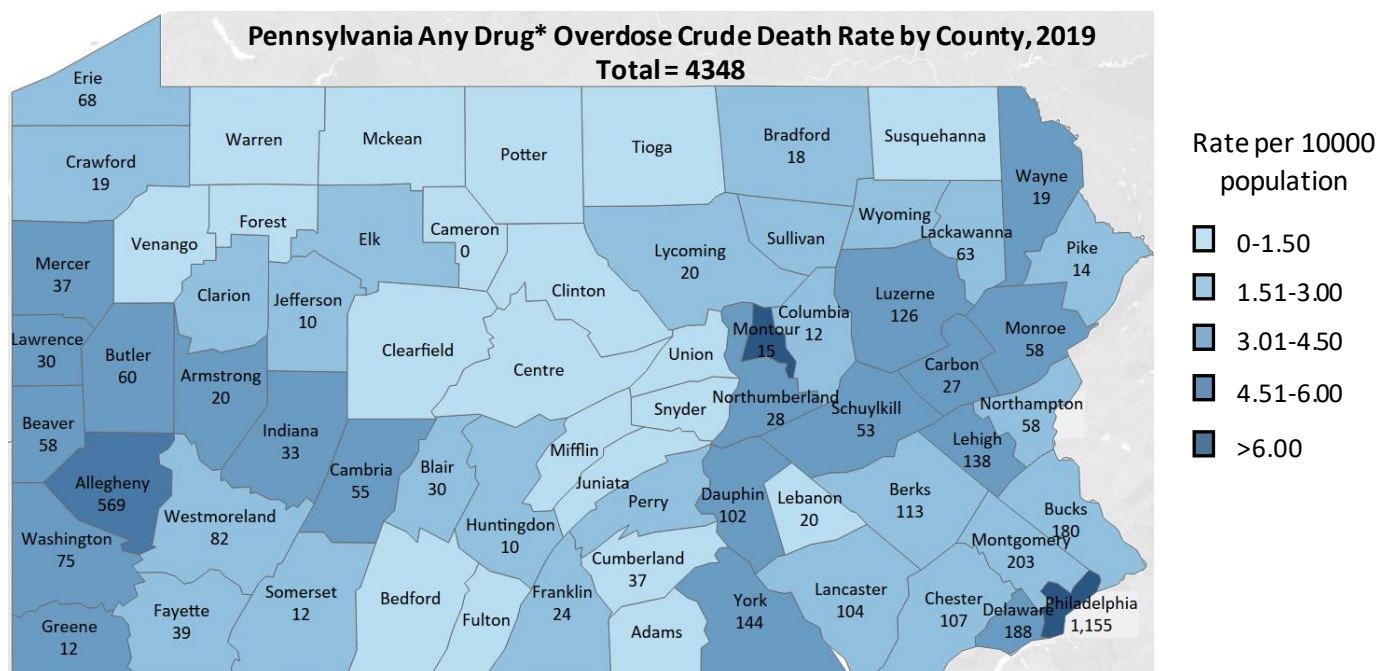 Pennsylvania Any Drug* Overdose Crude Death Rate by County, 2019
Total = 4348
Erie
68
Warren
Mckean
Potter
Tioga
Bradford
18
Susquehanna
Wayne
19
Crawford
19
Venango
Forest
Elk
Cameron
0
Lycoming
20
Sullivan
Wyoming
Lackawanna
63
Pike
14
Mercer
37
Clarion
Jefferson
10
Clearfield
Clinton
Centre
Union
Montour
15
Columbia
12
Luzerne
126
Monroe
58
Lawrence
30
Butler
60
Armstrong
20
Snyder
Northumberland
28
Schuylkill
53
Carbon
27
Northampton
58
Beaver
58
Indiana
33
Cambria
55
Blair
30
Mifflin
Juniata
Lehigh
138
Allegheny
569
Westmoreland
82
Huntingdon
10
Perry
Dauphin
102
Lebanon
20
Berks
113
Bucks
180
Washington
75
Cumberland
37
Montgomery
203
Greene
12
Fayette
39
Somerset
12
Bedford
Fulton
Franklin
24
Adams
York
144
Lancaster
104
Chester
107
Delaware
188
Philadelphia
1,155
Rate per 10000
population
0-1.50
1.51-3.00
3.01-4.50
4.51-6.00
>6.00